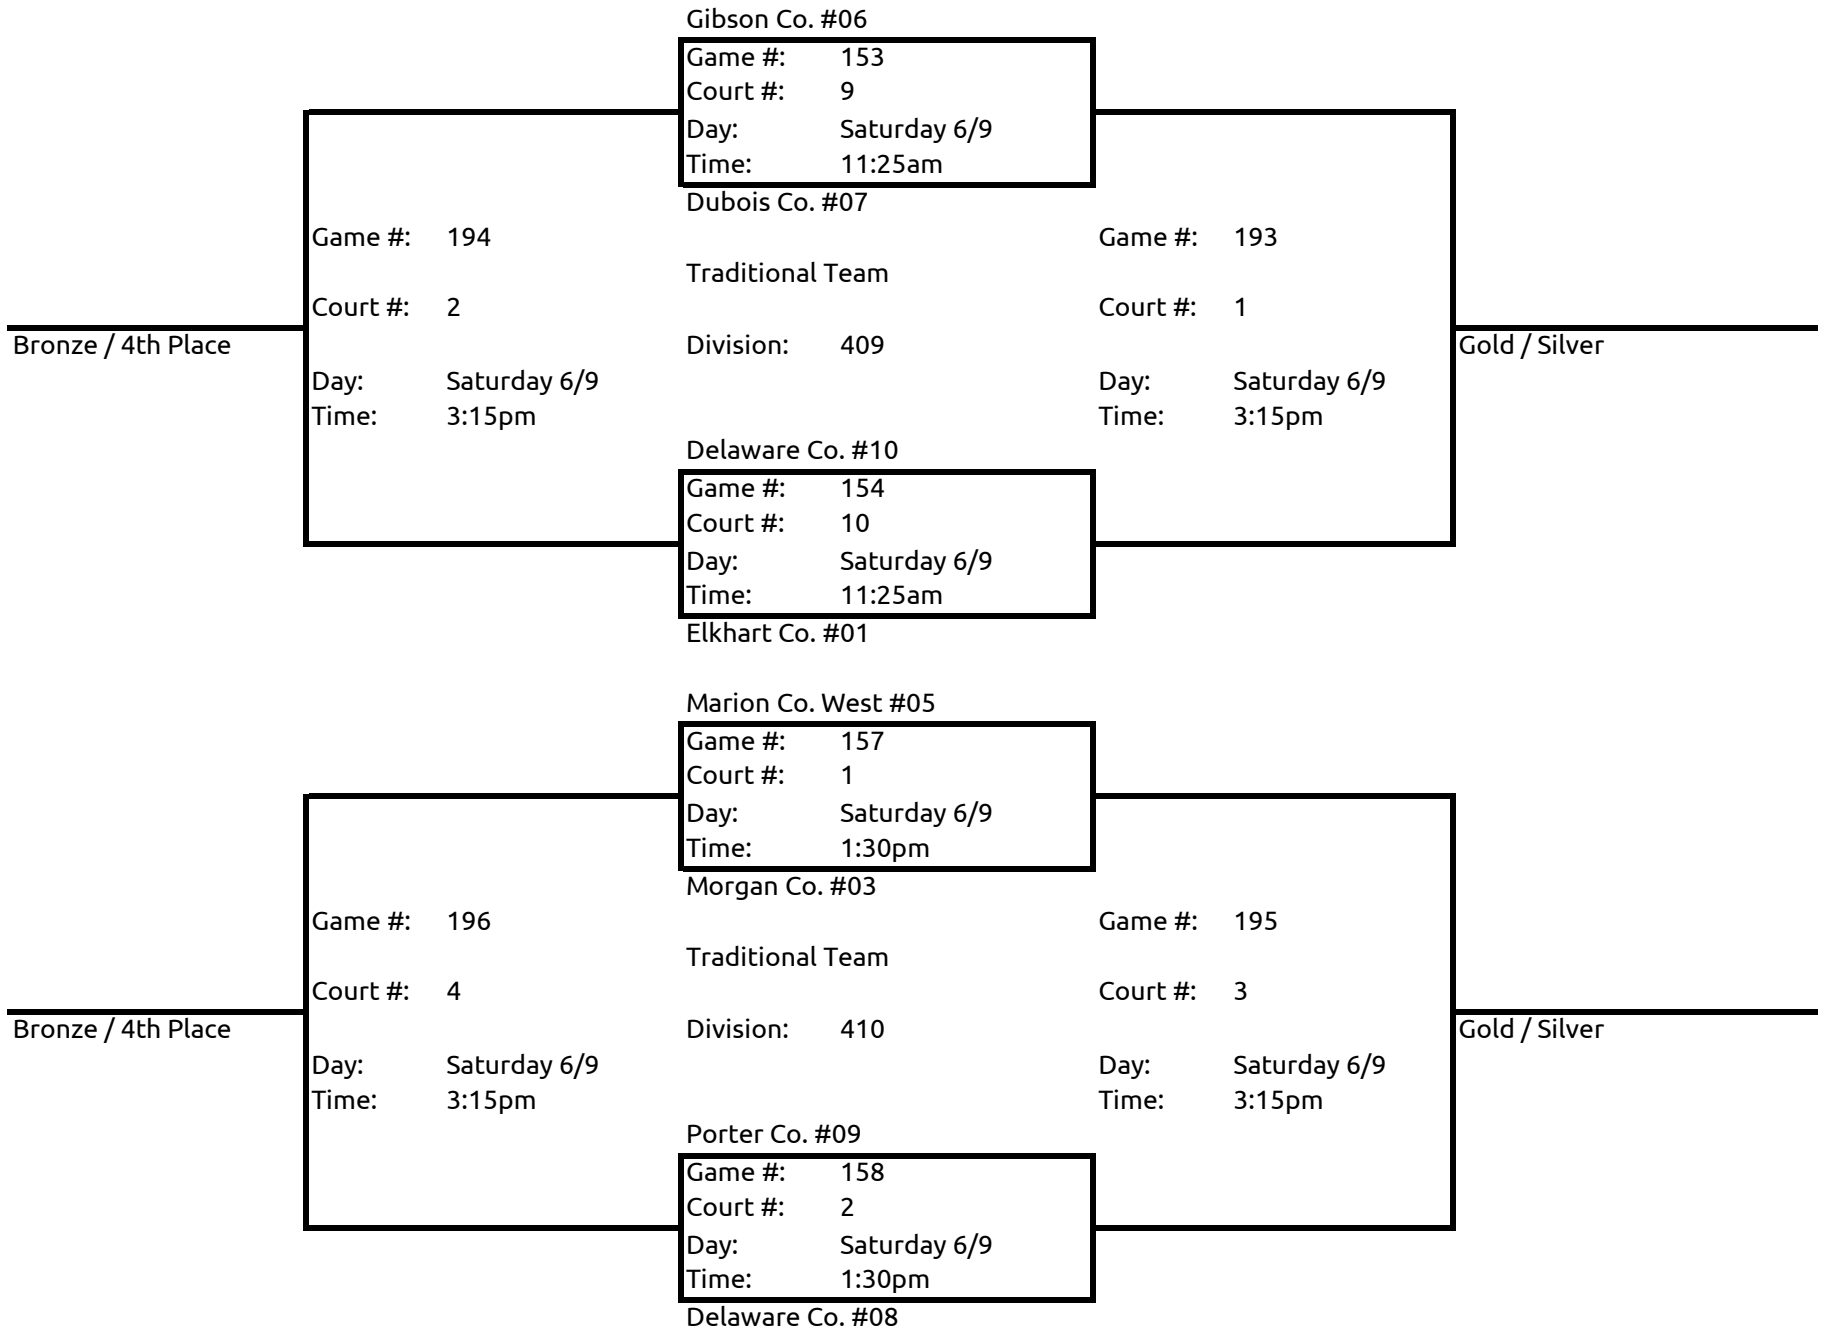 Gibson Co. #06
Game #: 153
Court #: 9
Day: Saturday 6/9
Time: 11:25am
Dubois Co. #07
Game #: 194 Game #: 193
Traditional Team
Court #: 2 Court #: 1
Bronze / 4th Place Division: 409 Gold / Silver
Day: Saturday 6/9 Day: Saturday 6/9
Time: 3:15pm Time: 3:15pm
Delaware Co. #10
Game #: 154
Court #: 10
Day: Saturday 6/9
Time: 11:25am
Elkhart Co. #01
Marion Co. West #05
Game #: 157
Court #: 1
Day: Saturday 6/9
Time: 1:30pm
Morgan Co. #03
Game #: 196 Game #: 195
Traditional Team
Court #: 4 Court #: 3
Bronze / 4th Place Division: 410 Gold / Silver
Day: Saturday 6/9 Day: Saturday 6/9
Time: 3:15pm Time: 3:15pm
Porter Co. #09
Game #: 158
Court #: 2
Day: Saturday 6/9
Time: 1:30pm
Delaware Co. #08